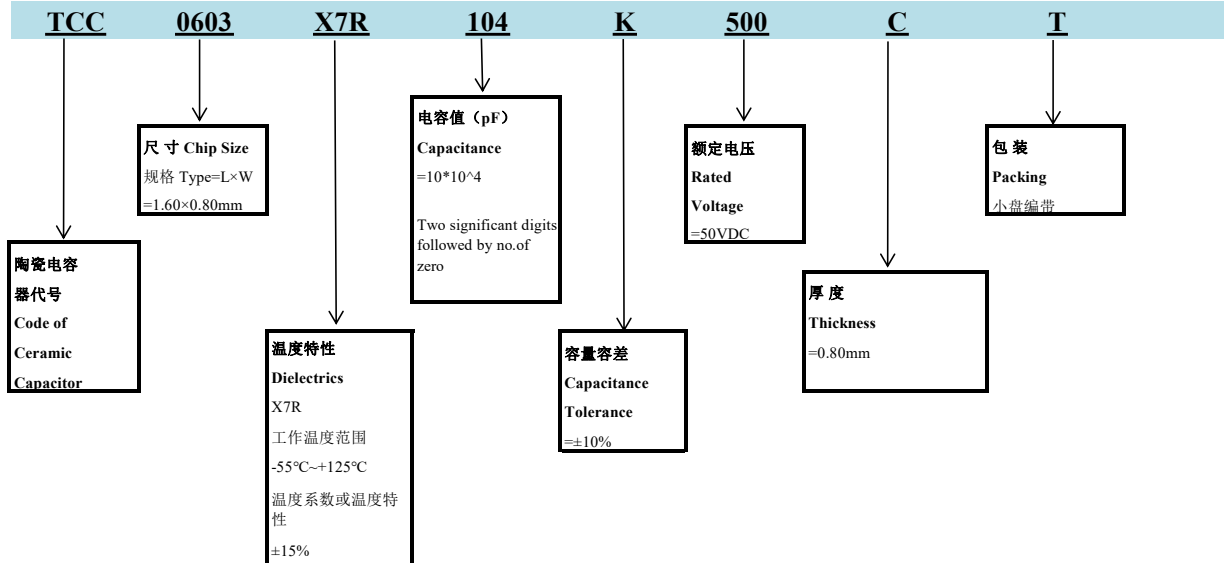 TCC 0603 X7R 104 K 500 C T
尺 寸 Chip Size
规格 Type=L×W
=1.60×0.80mm
电容值（pF）
Capacitance
=10*10^4
Two significant digits
followed by no.of
zero
额定电压
Rated
Voltage
=50VDC
包 装
Packing
小盘编带
陶瓷电容
器代号
Code of
Ceramic
Capacitor
温度特性
Dielectrics
X7R
工作温度范围
-55℃~+125℃
温度系数或温度特
性
±15%
容量容差
Capacitance
Tolerance
=±10%
厚 度
Thickness
=0.80mm